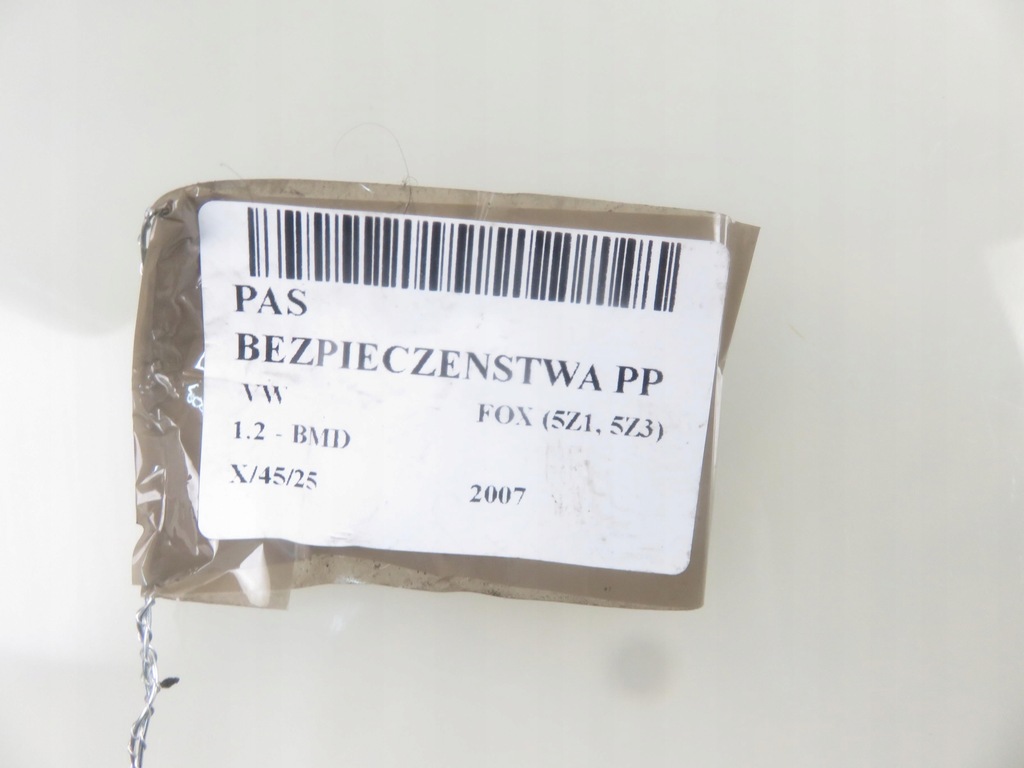 PAS
BEZPIECZENSTWA PP
VW
FOX (5Z1, 5Z3)
1.2 - BMD
X/45/25
2007